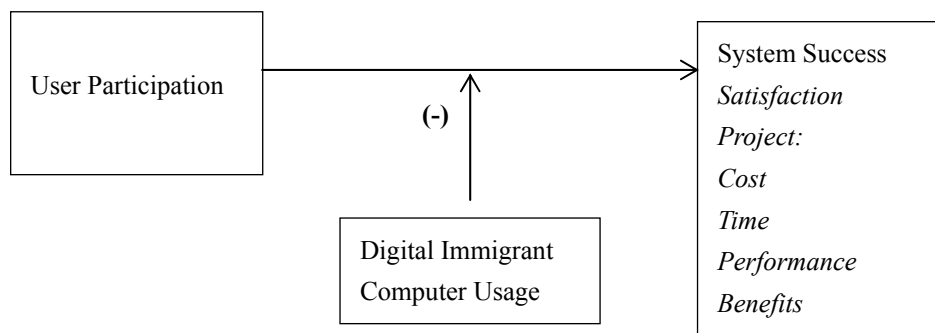 User Participation
(-)
Digital Immigrant
Computer Usage
System Success
Satisfaction
Project:
Cost
Time
Performance
Benefits